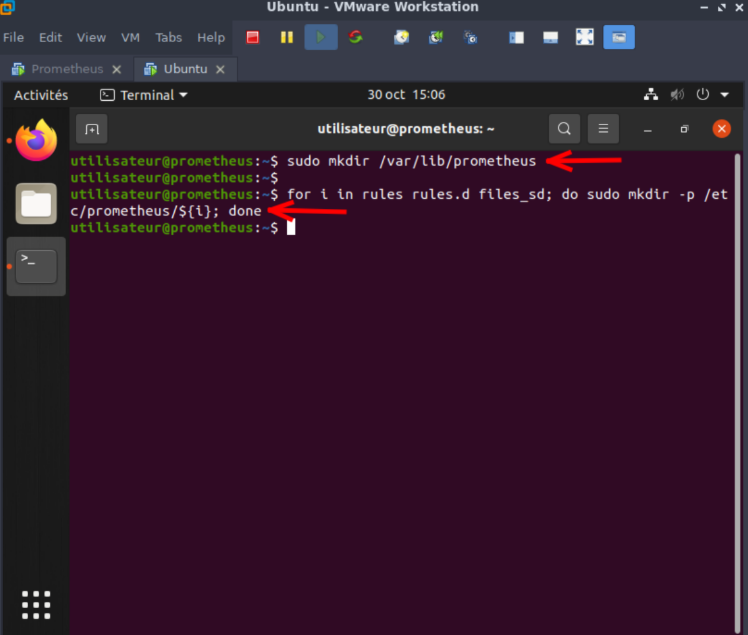 Ubuntu - VMware Workstation
File Edit View VM Tabs Help
Prometheus Ubuntu
Activités Terminal 30 oct 15:06
utilisateur@prometheus: ~
utilisateur@prometheus:~$ sudo mkdir /var/lib/prometheus
utilisateur@prometheus:~$
utilisateur@prometheus:~$ for i in rules rules.d files_sd; do sudo mkdir -p /et
c/prometheus/${i}; done
utilisateur@prometheus:~$